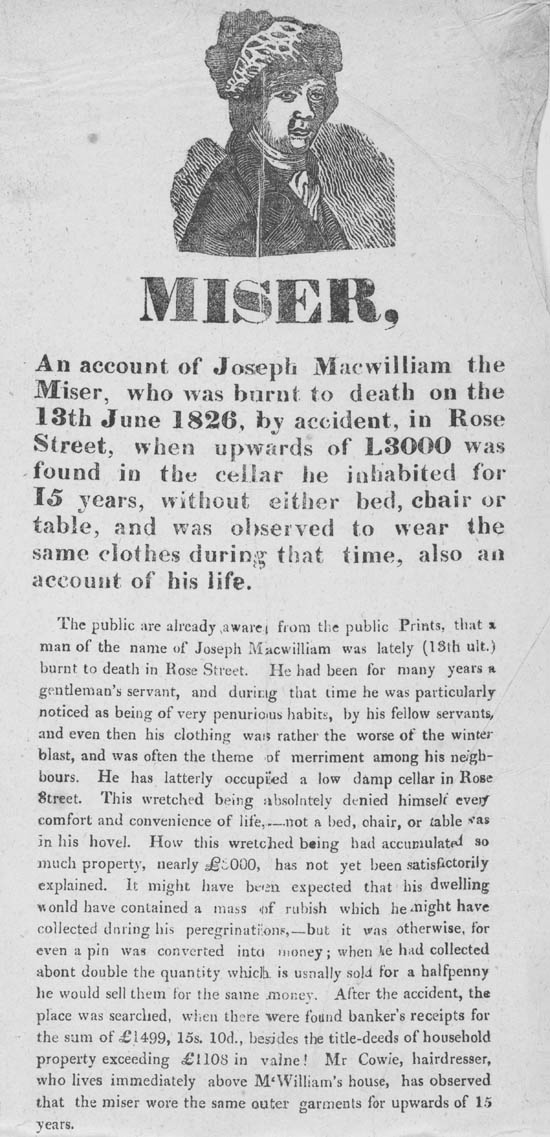 MISER,
An account of Joseph Macwilliam the
Miser, who was burnt to death on the
13th June 1826, by accident, in Rose
Street, when upwards of L3000 was
found in the cellar he inhabited for
15 years, without either bed, chair or
table, and was observed to wear the
same clothes during that time, also an
account of his life.
The public are already aware from the public Prints, that a
man of the name of Joseph Macwilliam was lately (13th ult.)
burnt to death in Rose Street. He had been for many years a
gentleman's servant, and during that time he was particularly
noticed as being of very penurious habits, by his fellow servants,
and even then his clothing was rather the worse of the winter
blast, and was often the theme of merriment among his neigh-
bours. He has latterly occupied a low damp cellar in Rose
Street. This wretched being absolntely denied himself every
comfort and convenience of life,—not a bed, chair, or table was
in his hovel. How this wretched being had accumulated so
much property, nearly 000, has not yet been satisfictorily
explained. It might have been expected that his dwelling
wonld have contained a mass of rubish which he might have
collected dnring his peregrinations,—but it was otherwise, for
even a pin was converted into money; when he had collected
abont double the quantity which is usnally sold for a halfpenny
he would sell them for the same money. After the accident, the
place was searched, when there were found banker's receipts for
the sum of £1499, 15s. 10d., besides the title-deeds of household
property exceeding £1108 in valne! Mr Cowie, hairdresser,
who lives immediately above M'William's house, has observed
that the miser wore the same outer garments for upwards of 15
years.